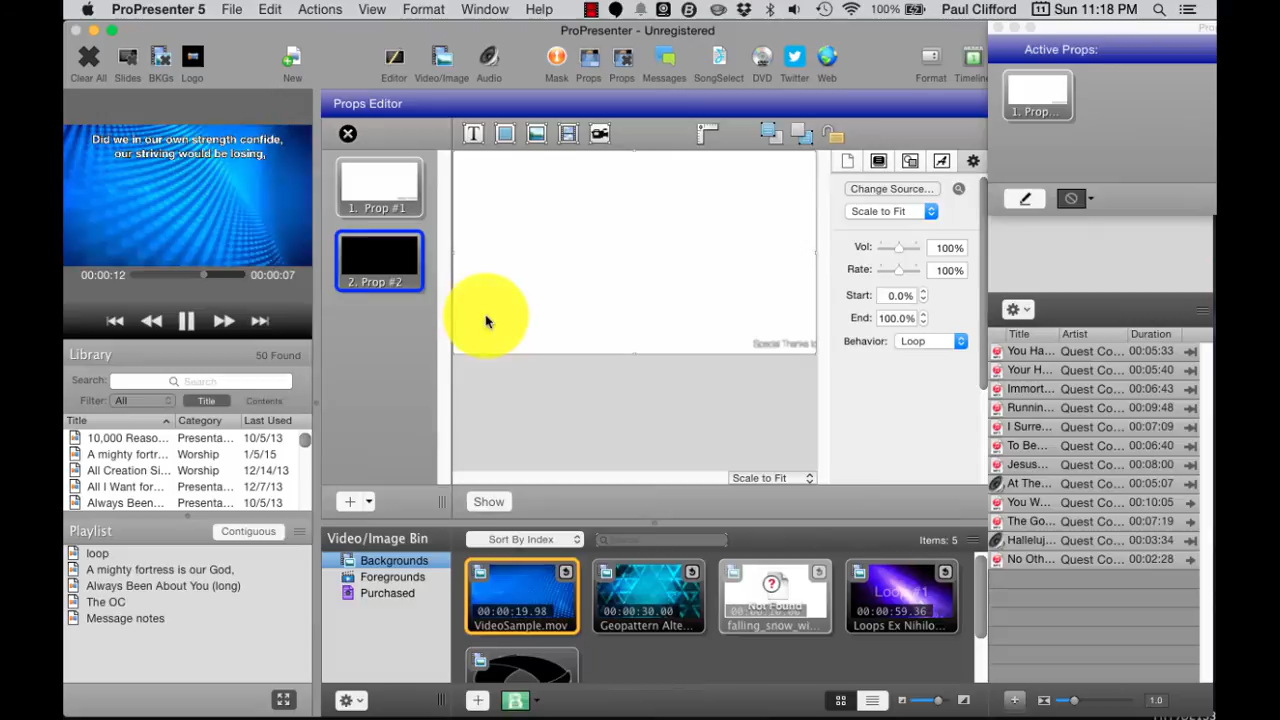 ProPresenter 5 File Edit Actions View Format Window Help 100% Paul Clifford 11 Sun 11:18 PM
ProPresenter - Unregistered
Clear All Slides BKGs Logo New Editor Video/Image Audio Mask Props Props Messages SongSelect DVD Twitter Web Format Timeline
Active Props:
1. Prop...
Did we in our own strength confide,
our striving would be losing,
00:00:12 00:00:07
Library 50 Found
Search: Search
Filter: All Title Contents
Title Category Last Used
10,000 Reaso... Presenta... 10/5/13
A mighty fortr... Worship 1/5/15
All Creation Si... Worship 12/14/13
All I Want for... Presenta... 12/7/13
Always Been... Presenta... 10/5/13
Playlist Contiguous
loop
A mighty fortress is our God,
Always Been About You (long)
The OC
Message notes
Props Editor
T
1. Prop #1
2. Prop #2
Special Thanks to
Scale to Fit
Show
Change Source...
Scale to Fit
Vol: 100%
Rate: 100%
Start: 0.0%
End: 100.0%
Behavior: Loop
Video/Image Bin Sort By Index Search Items: 5
Backgrounds
Foregrounds
Purchased
00:00:19.98
VideoSample.mov
00:00:30.00
Geopattern Alte...
Not Found
falling_snow_wi...
Loop #1
00:00:59.36
Loops Ex Nihilo...
Title Artist Duration
You Ha... Quest Co... 00:05:33
Your H... Quest Co... 00:05:40
Immort... Quest Co... 00:06:43
Runnin... Quest Co... 00:09:48
I Surre... Quest Co... 00:07:09
To Be... Quest Co... 00:06:40
Jesus... Quest Co... 00:08:00
At The... Quest Co... 00:05:07
You W... Quest Co... 00:10:05
The Go... Quest Co... 00:07:19
Halleluj... Quest Co... 00:03:34
No Oth... Quest Co... 00:02:28
1.0